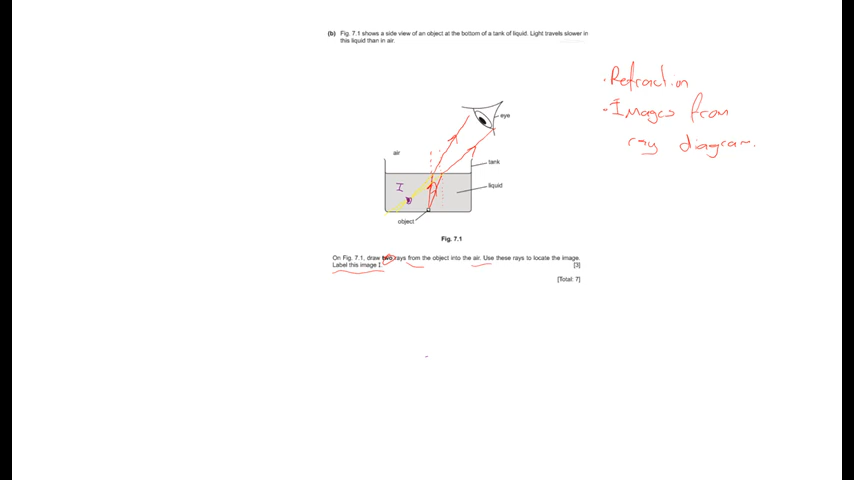 (b) Fig. 7.1 shows a side view of an object at the bottom of a tank of liquid. Light travels slower in
this liquid than in air.
• Refraction
• Images from
ray diagram.
eye
air
tank
I
liquid
object
Fig. 7.1
On Fig. 7.1, draw two rays from the object into the air. Use these rays to locate the image.
Label this image I.
[3]
[Total: 7]